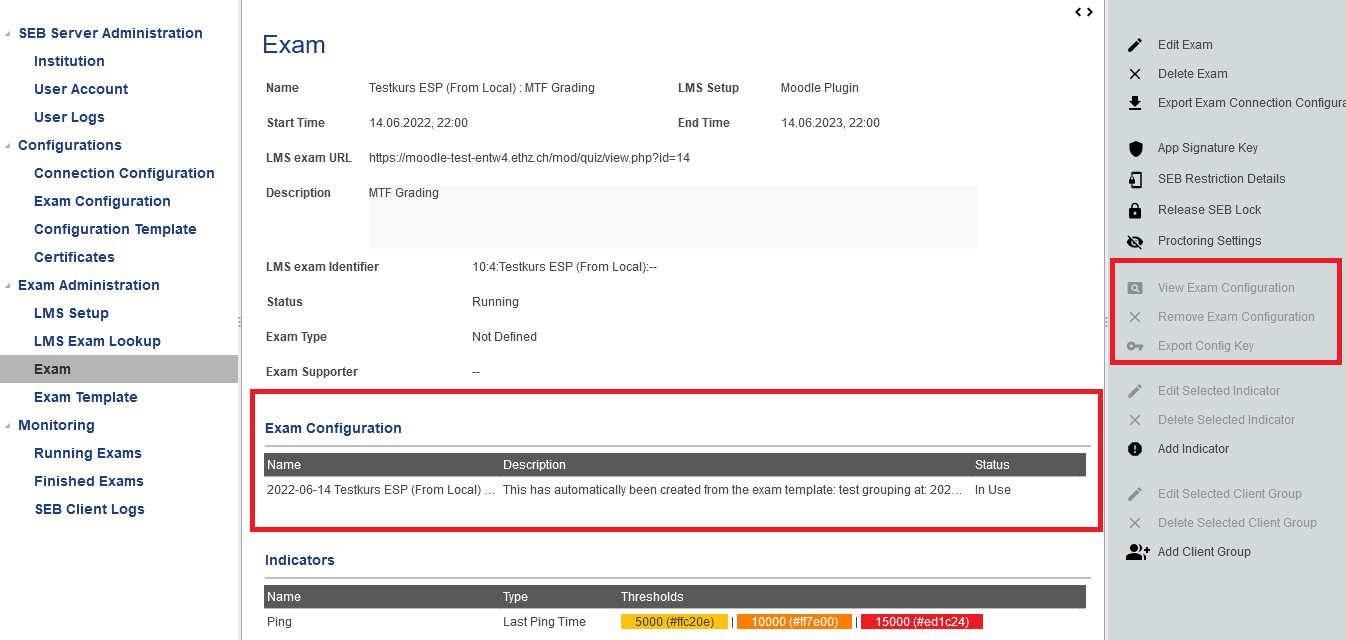 SEB Server Administration
Institution
User Account
User Logs
Configurations
Connection Configuration
Exam Configuration
Configuration Template
Certificates
Exam Administration
LMS Setup
LMS Exam Lookup
Exam
Exam Template
Monitoring
Running Exams
Finished Exams
SEB Client Logs
Exam
Name Testkurs ESP (From Local) : MTF Grading LMS Setup Moodle Plugin
Start Time 14.06.2022, 22:00 End Time 14.06.2023, 22:00
LMS exam URL https://moodle-test-entw4.ethz.ch/mod/quiz/view.php?id=14
Description MTF Grading
LMS exam Identifier 10:4:Testkurs ESP (From Local):--
Status Running
Exam Type Not Defined
Exam Supporter --
Exam Configuration
Name Description Status
2022-06-14 Testkurs ESP (From Local) ... This has automatically been created from the exam template: test grouping at: 202... In Use
Indicators
Name Type Thresholds
Ping Last Ping Time 5000 (#ffc20e) | 10000 (#ff7e00) | 15000 (#ed1c24)
Edit Exam
Delete Exam
Export Exam Connection Configura
App Signature Key
SEB Restriction Details
Release SEB Lock
Proctoring Settings
View Exam Configuration
Remove Exam Configuration
Export Config Key
Edit Selected Indicator
Delete Selected Indicator
Add Indicator
Edit Selected Client Group
Delete Selected Client Group
Add Client Group